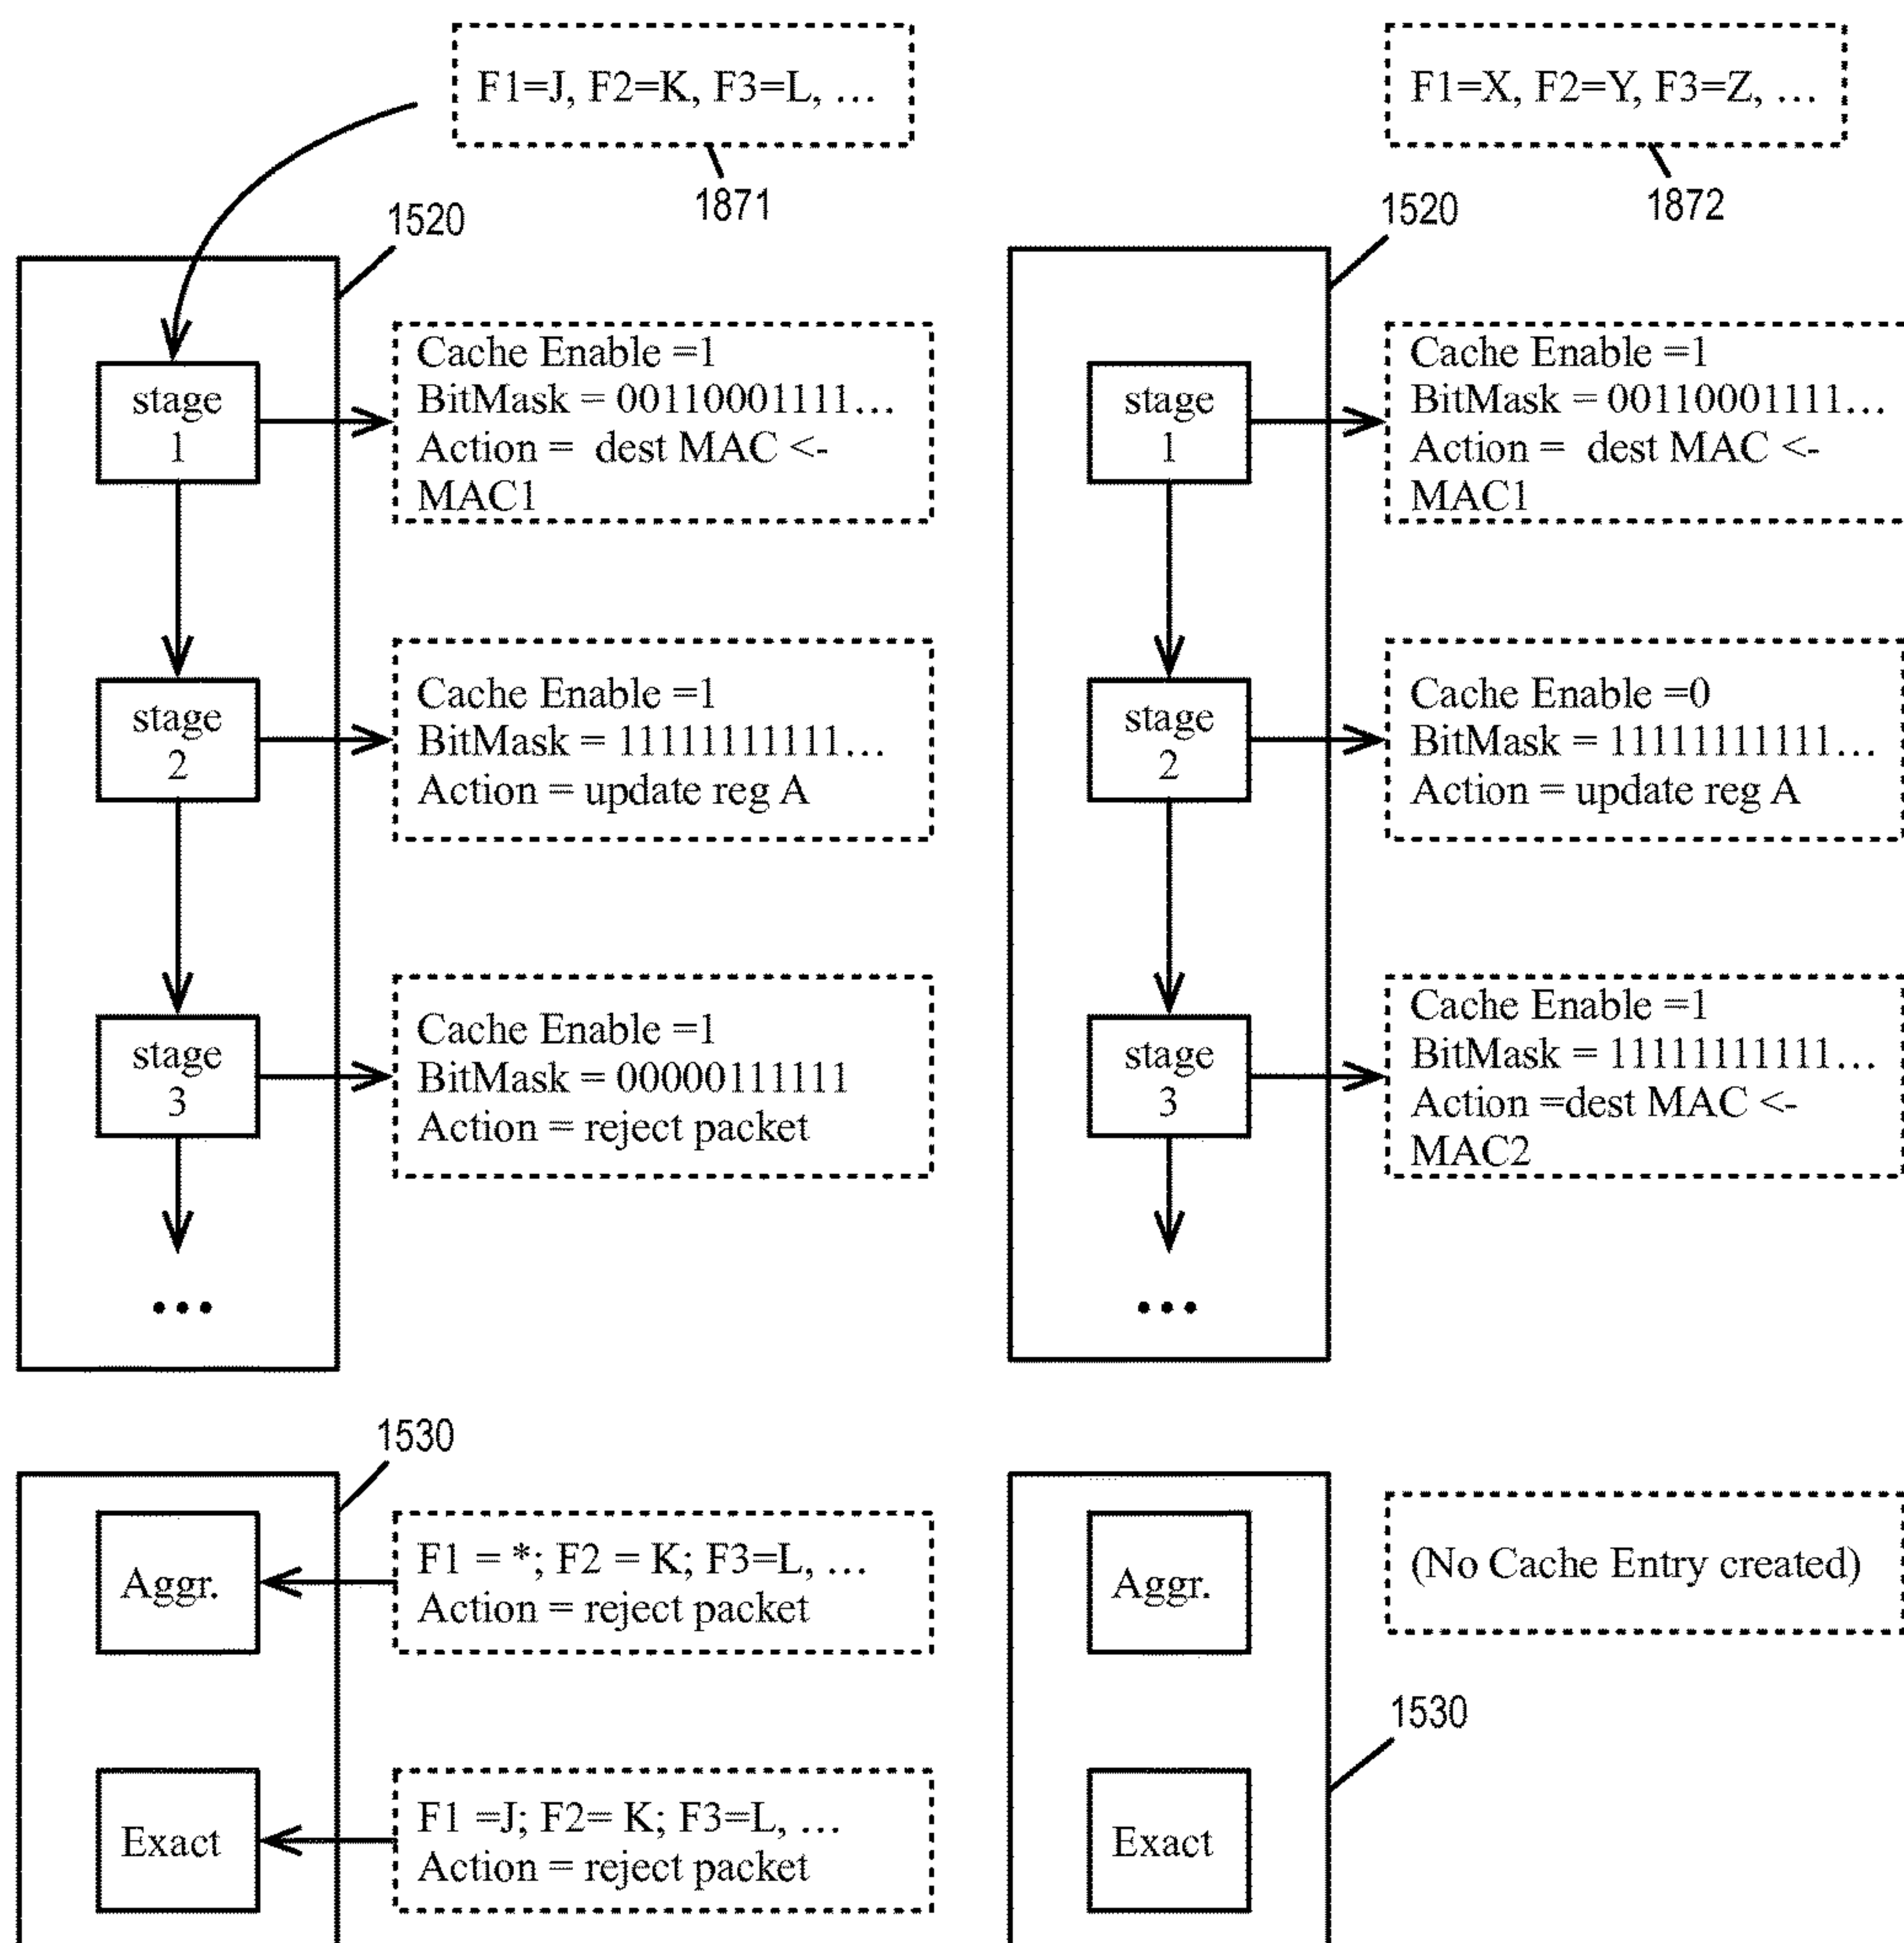 F1=J, F2=K, F3=L, ...
1871
1520
stage
1
Cache Enable =1
BitMask = 00110001111...
Action = dest MAC <-
MAC1
stage
2
Cache Enable =1
BitMask = 11111111111...
Action = update reg A
stage
3
Cache Enable =1
BitMask = 00000111111
Action = reject packet
...
1530
Aggr.
F1 = *; F2 = K; F3=L, ...
Action = reject packet
Exact
F1 =J; F2= K; F3=L, ...
Action = reject packet
F1=X, F2=Y, F3=Z, ...
1872
1520
stage
1
Cache Enable =1
BitMask = 00110001111...
Action = dest MAC <-
MAC1
stage
2
Cache Enable =0
BitMask = 11111111111...
Action = update reg A
stage
3
Cache Enable =1
BitMask = 11111111111...
Action =dest MAC <-
MAC2
...
Aggr.
(No Cache Entry created)
1530
Exact